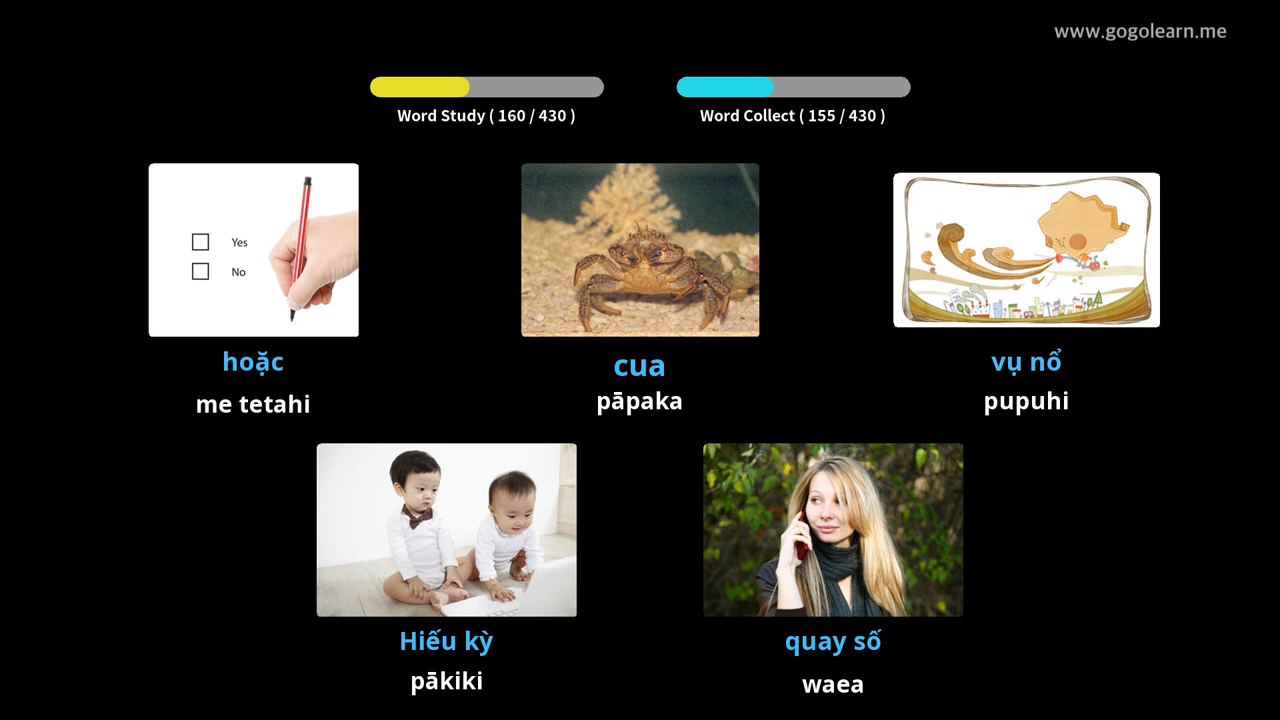 www.gogolearn.me
Word Study ( 160 / 430 )
Word Collect ( 155 / 430 )
Yes
No
hoặc
me tetahi
cua
pāpaka
vụ nổ
pupuhi
Hiếu kỳ
pākiki
quay số
waea